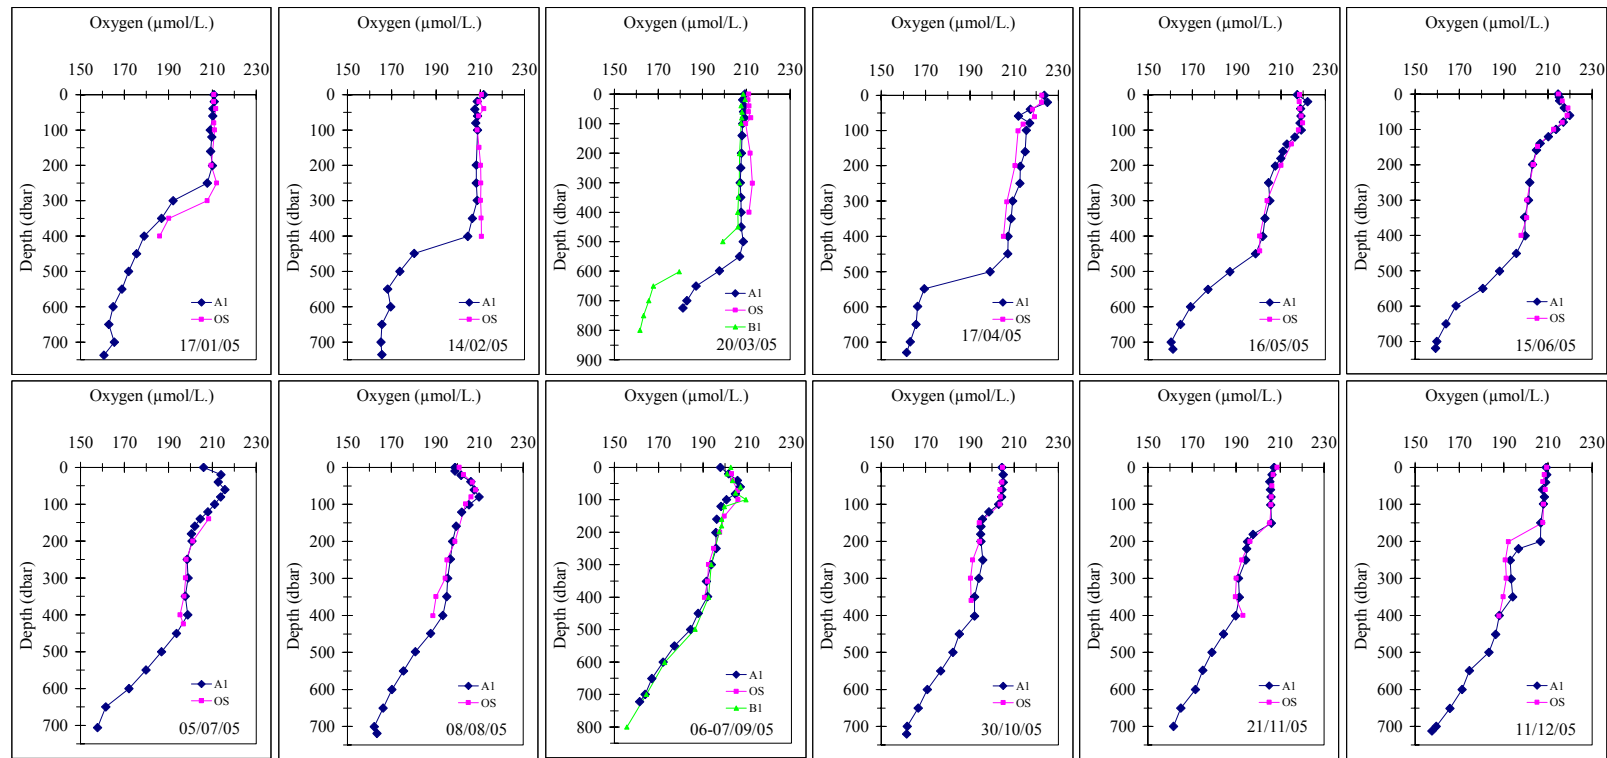 Oxygen (µmol/L.)
150 170 190 210 230
0
100
200
300
400
500
600
700
Depth (dbar)
A1
OS
17/01/05
Oxygen (µmol/L.)
150 170 190 210 230
0
100
200
300
400
500
600
700
Depth (dbar)
A1
OS
14/02/05
Oxygen (µmol/L.)
150 170 190 210 230
0
100
200
300
400
500
600
700
800
900
Depth (dbar)
A1
OS
B1
20/03/05
Oxygen (µmol/L.)
150 170 190 210 230
0
100
200
300
400
500
600
700
Depth (dbar)
A1
OS
17/04/05
Oxygen (µmol/L.)
150 170 190 210 230
0
100
200
300
400
500
600
700
Depth (dbar)
A1
OS
16/05/05
Oxygen (µmol/L.)
150 170 190 210 230
0
100
200
300
400
500
600
700
Depth (dbar)
A1
OS
15/06/05
Oxygen (µmol/L.)
150 170 190 210 230
0
100
200
300
400
500
600
700
Depth (dbar)
A1
OS
05/07/05
Oxygen (µmol/L.)
150 170 190 210 230
0
100
200
300
400
500
600
700
Depth (dbar)
A1
OS
08/08/05
Oxygen (µmol/L.)
150 170 190 210 230
0
100
200
300
400
500
600
700
800
Depth (dbar)
A1
OS
B1
06-07/09/05
Oxygen (µmol/L.)
150 170 190 210 230
0
100
200
300
400
500
600
700
Depth (dbar)
A1
OS
30/10/05
Oxygen (µmol/L.)
150 170 190 210 230
0
100
200
300
400
500
600
700
Depth (dbar)
A1
OS
21/11/05
Oxygen (µmol/L.)
150 170 190 210 230
0
100
200
300
400
500
600
700
Depth (dbar)
A1
OS
11/12/05